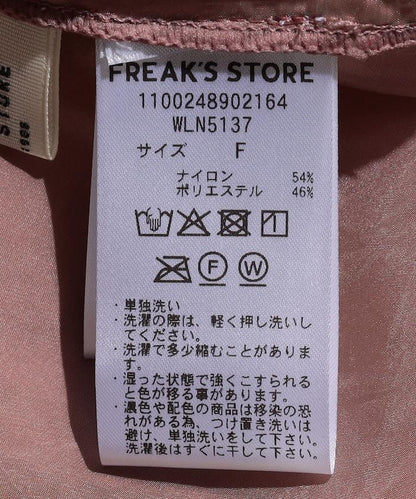 STORE
1986
FREAK'S STORE
1100248902164
WLN5137
サイズ F
ナイロン 54%
ポリエステル 46%
F W
・単独洗い
・洗濯の際は、軽く押し洗いし
てください。
・洗濯で多少縮むことがありま
す。
・湿った状態で強くこすられる
と色が移る事があります。
・濃色や配色の商品は移染の恐
れがある為、つけ置き洗いは
避け、単独洗いをして下さい。
洗濯後はすぐに干して下さい。